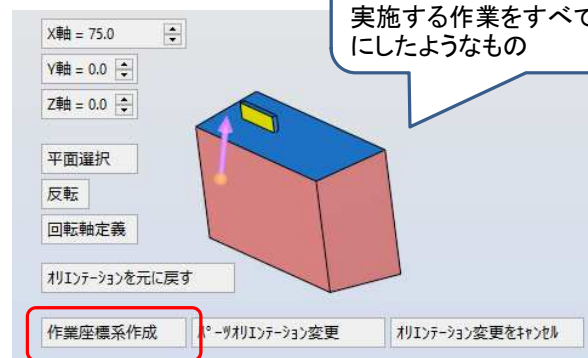 実施する作業をすべて
にしたようなもの
X軸 = 75.0
Y軸 = 0.0
Z軸 = 0.0
平面選択
反転
回転軸定義
ｵﾘｴﾝﾃｰｼｮﾝを元に戻す
作業座標系作成 ﾊﾟｰﾂｵﾘｴﾝﾃｰｼｮﾝ変更 ｵﾘｴﾝﾃｰｼｮﾝ変更をｷｬﾝｾﾙ